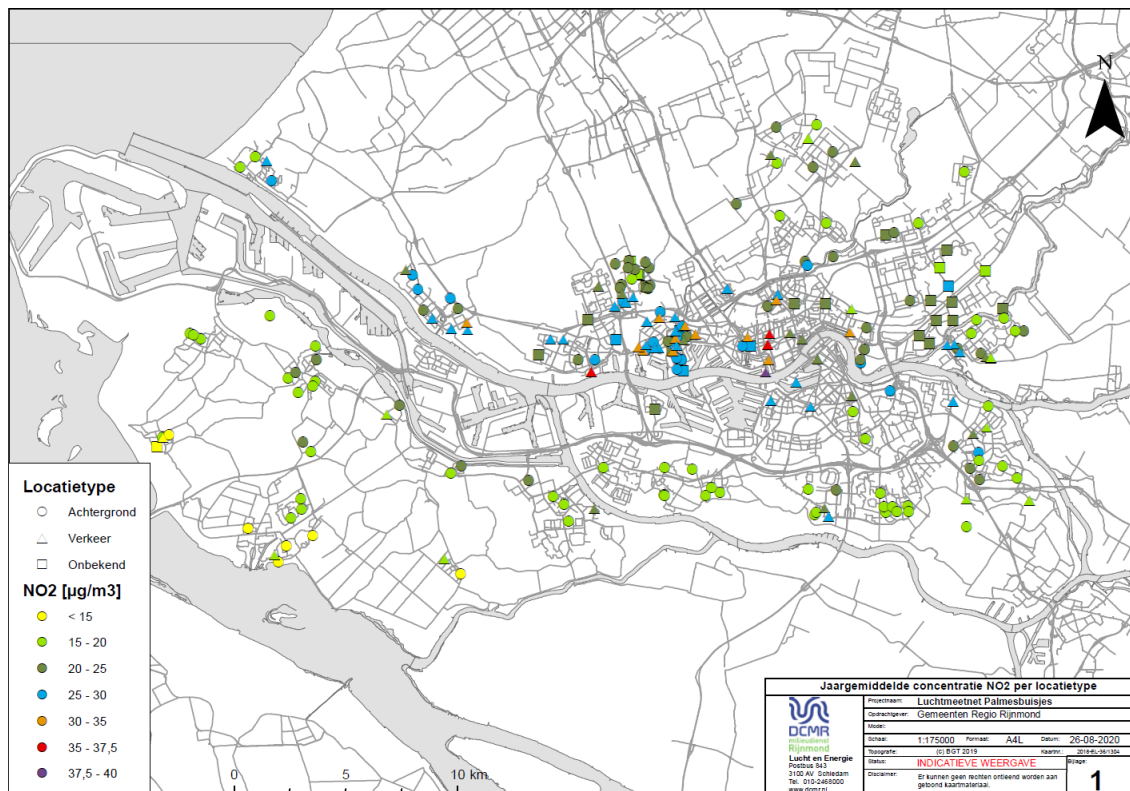 N
Locatietype
Achtergrond
Verkeer
Onbekend
NO2 [µg/m3]
< 15
15 - 20
20 - 25
25 - 30
30 - 35
35 - 37,5
37,5 - 40
0 5 10 km
Jaargemiddelde concentratie NO2 per locatietype
DCMR
milieudienst
Rijnmond
Lucht en Energie
Postbus 843
3100 AV Schiedam
Tel. 010-2468000
www.dcmr.nl
Projectnaam: Luchtmeetnet Palmesbuisjes
Opdrachtgever: Gemeenten Regio Rijnmond
Model:
Schaal: 1:175000 Formaat: A4L Datum: 26-08-2020
Topografie: (c) BGT 2019 Kaartnr.:
Status: INDICATIEVE WEERGAVE
Bijlage:
1
Disclaimer: Er kunnen geen rechten ontleend worden aan
getoond kaartmateriaal.